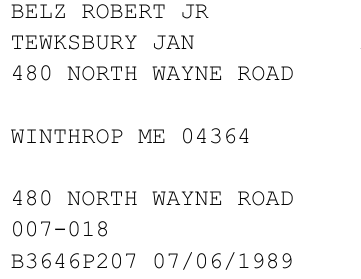 BELZ ROBERT JR
TEWKSBURY JAN
480 NORTH WAYNE ROAD
WINTHROP ME 04364
480 NORTH WAYNE ROAD
007-018
B3646P207 07/06/1989